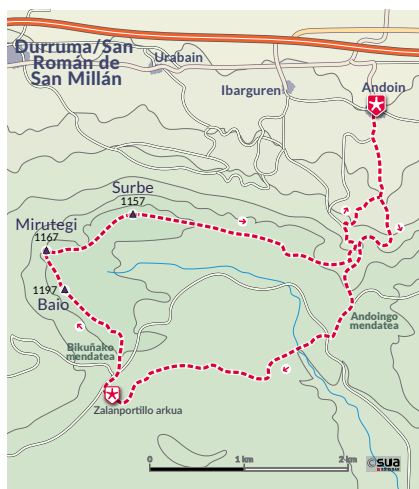 Durruma/San
Román de
San Millán
Urabain
Ibarguren
Andoin
Surbe
1157
Mirutegi
1167
1197
Baio
Bikuñako
mendatea
Andoingo
mendatea
Zalanportillo arkua
0
1 km
2 km
©sua